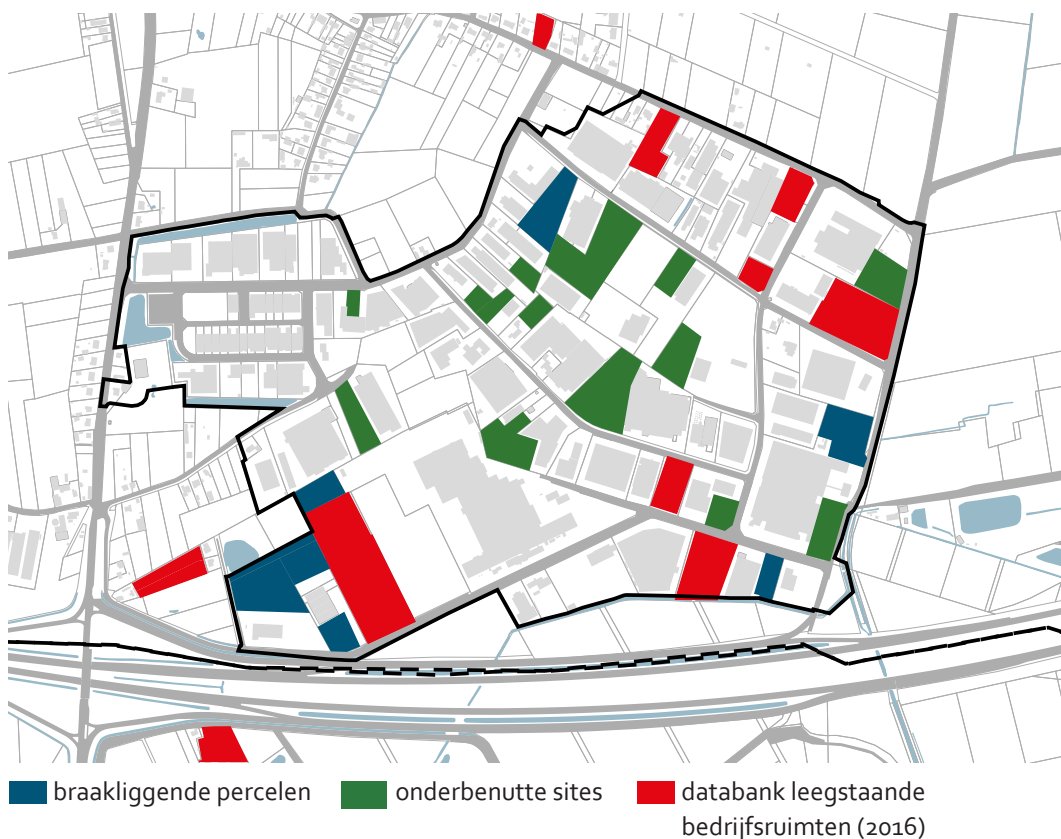 braakliggende percelen
onderbenutte sites
databank leegstaande
bedrijfsruimten (2016)